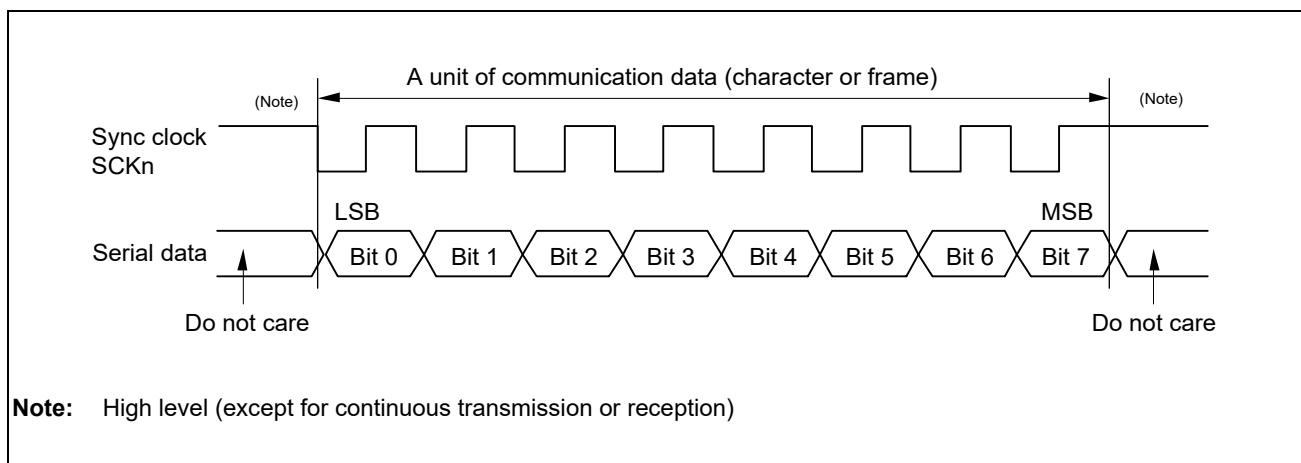 A unit of communication data (character or frame)
(Note)
(Note)
Sync clock
SCKn
LSB
MSB
Serial data
Bit 0
Bit 1
Bit 2
Bit 3
Bit 4
Bit 5
Bit 6
Bit 7
Do not care
Do not care
Note: High level (except for continuous transmission or reception)